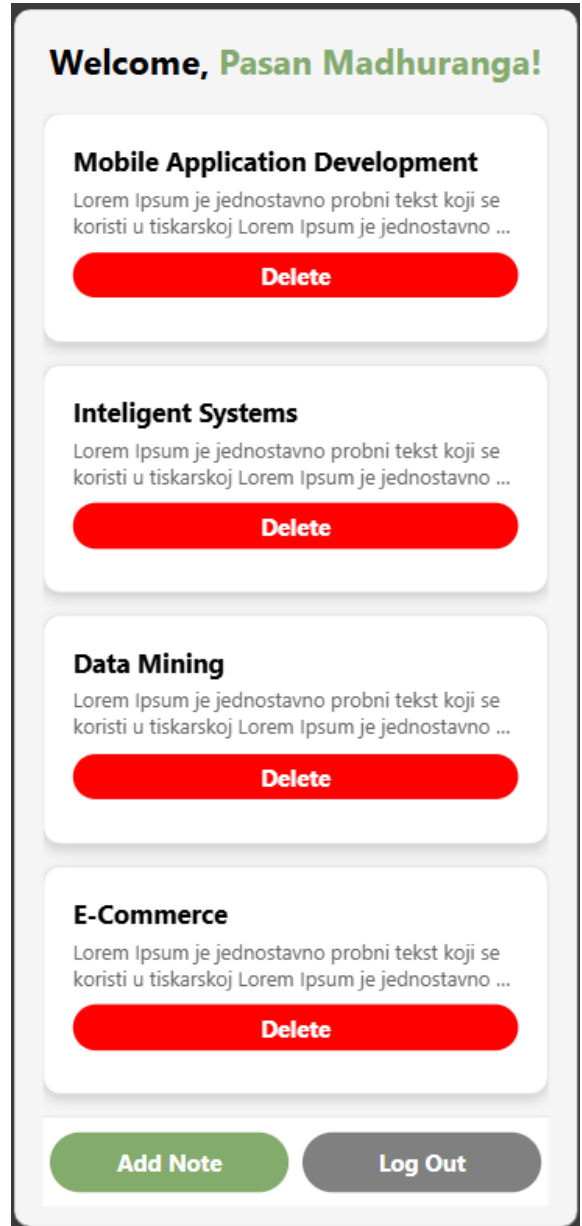 Welcome, Pasan Madhuranga!
Mobile Application Development
Lorem Ipsum je jednostavno probni tekst koji se
koristi u tiskarskoj Lorem Ipsum je jednostavno ...
Delete
Inteligent Systems
Lorem Ipsum je jednostavno probni tekst koji se
koristi u tiskarskoj Lorem Ipsum je jednostavno ...
Delete
Data Mining
Lorem Ipsum je jednostavno probni tekst koji se
koristi u tiskarskoj Lorem Ipsum je jednostavno ...
Delete
E-Commerce
Lorem Ipsum je jednostavno probni tekst koji se
koristi u tiskarskoj Lorem Ipsum je jednostavno ...
Delete
Add Note Log Out